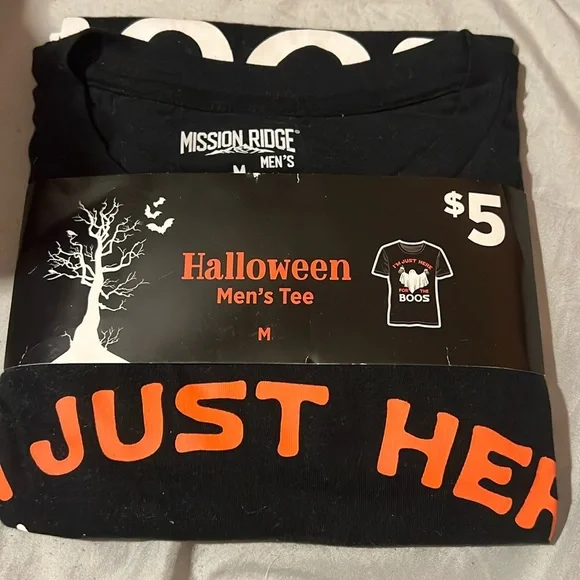 MISSION RIDGE®
MEN'S
M
$5
Halloween
Men's Tee
M
I'M JUST HERE
FOR THE
BOOS
JUST HER